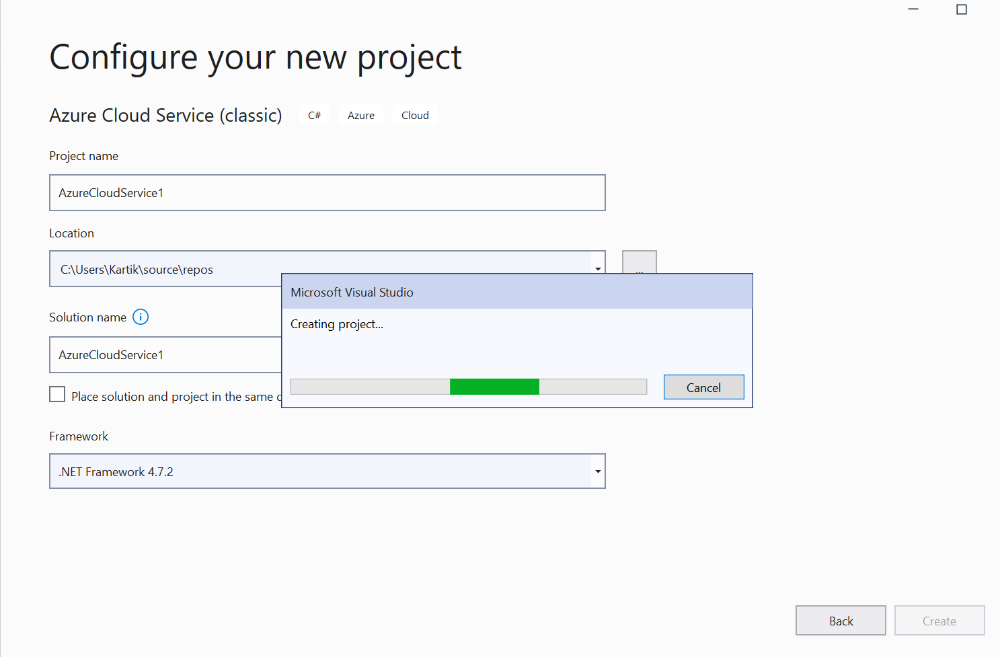 Configure your new project
Azure Cloud Service (classic) C# Azure Cloud
Project name
AzureCloudService1
Location
C:\Users\Kartik\source\repos
...
Microsoft Visual Studio
Creating project...
Cancel
Solution name
AzureCloudService1
Place solution and project in the same
Framework
.NET Framework 4.7.2
Back Create